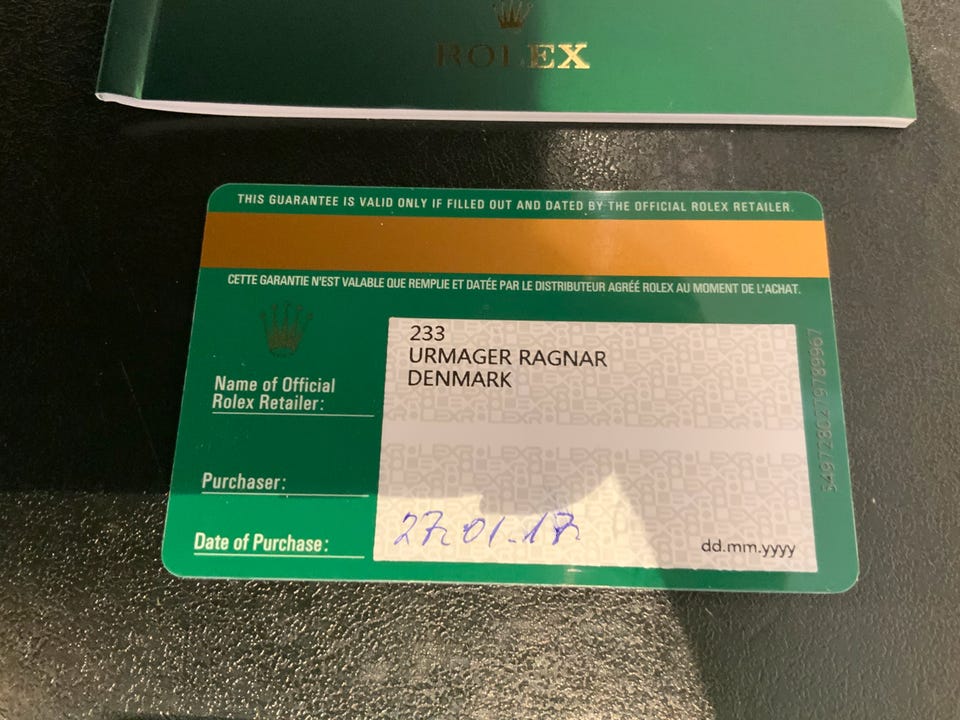 ROLEX
THIS GUARANTEE IS VALID ONLY IF FILLED OUT AND DATED BY THE OFFICIAL ROLEX RETAILER.
CETTE GARANTIE N'EST VALABLE QUE REMPLIE ET DATÉE PAR LE DISTRIBUTEUR AGRÉÉ ROLEX AU MOMENT DE L'ACHAT.
233
URMAGER RAGNAR
DENMARK
Name of Official
Rolex Retailer:
Purchaser:
Date of Purchase:
27.01.17
dd.mm.yyyy